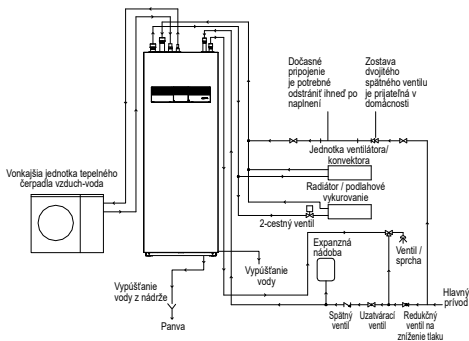 Dočasné
pripojenie
je potrebné
odstrániť ihneď po
naplnení
Zostava
dvojitého
spätného ventilu
je prijateľná v
domácnosti
Jednotka ventilátora/
konvektora
Vonkajšia jednotka tepelného
čerpadla vzduch-voda
Radiátor / podlahové
vykurovanie
2-cestný ventil
Expanzná
nádoba
Ventil /
sprcha
Vypúšťanie
vody
Vypúšťanie
vody z nádrže
Panva
Spätný
ventil
Uzatvárací
ventil
Redukčný
ventil na
zníženie tlaku
Hlavný
prívod